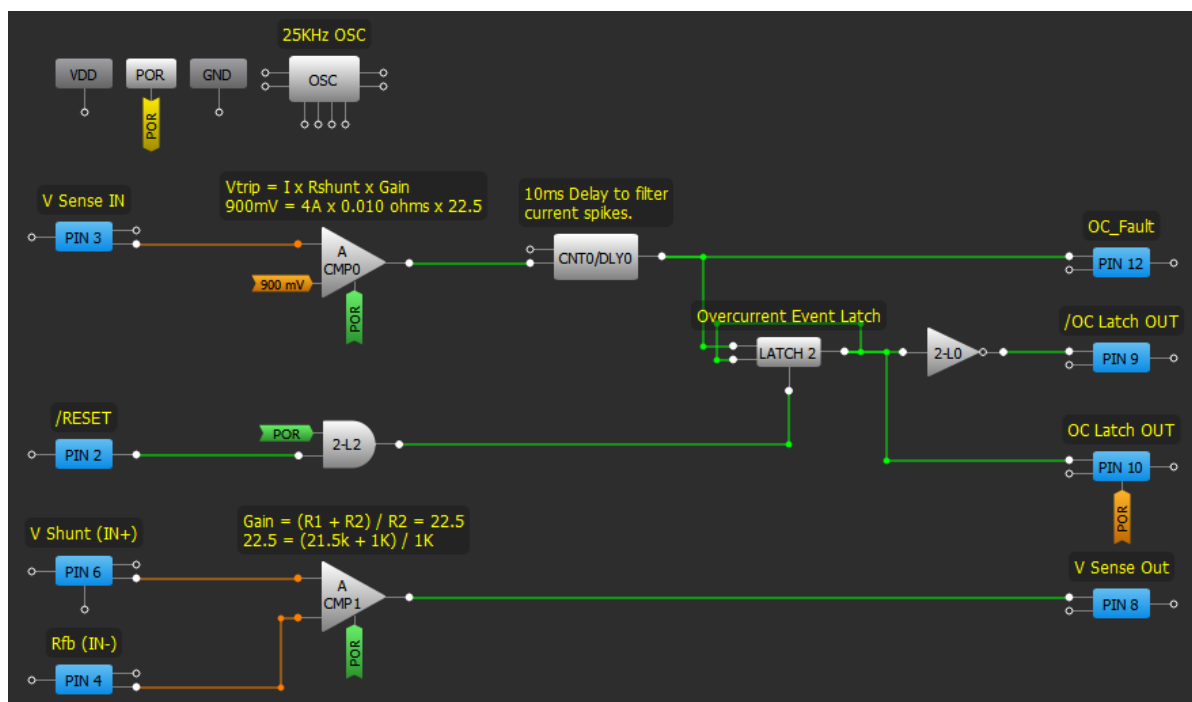 25KHz OSC
VDD
POR
GND
OSC
POR
V Sense IN
PIN 3
Vtrip = I x Rshunt x Gain
900mV = 4A x 0.010 ohms x 22.5
A
CMP0
900 mV
POR
10ms Delay to filter
current spikes.
CNT0/DLY0
OC_Fault
PIN 12
Overcurrent Event Latch
LATCH 2
2-L0
/OC Latch OUT
PIN 9
/RESET
PIN 2
POR
2-L2
OC Latch OUT
PIN 10
POR
V Shunt (IN+)
PIN 6
Gain = (R1 + R2) / R2 = 22.5
22.5 = (21.5k + 1K) / 1K
A
CMP1
POR
V Sense Out
PIN 8
Rfb (IN-)
PIN 4